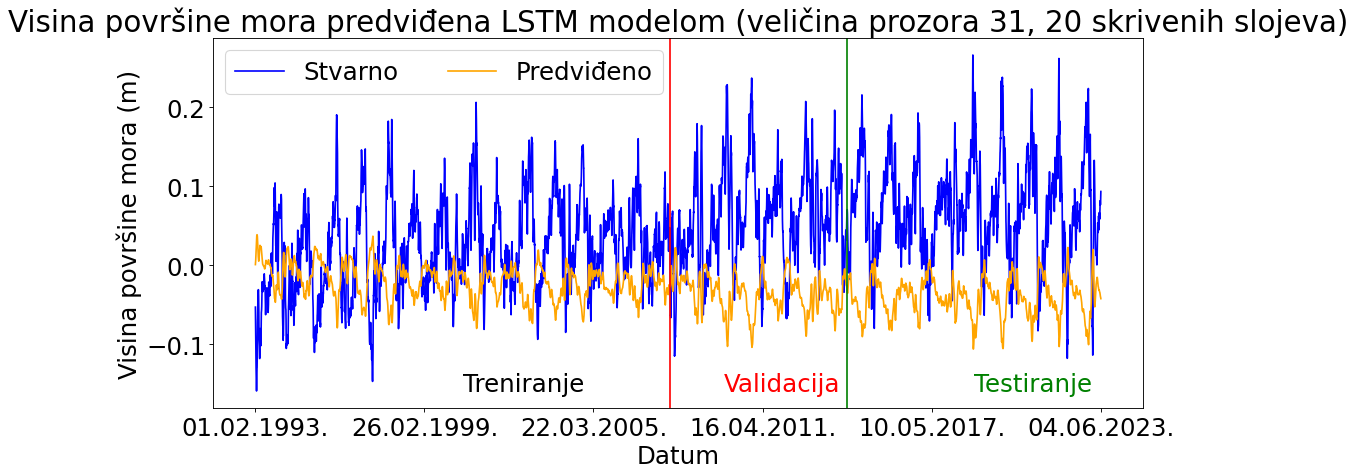 Visina površine mora predviđena LSTM modelom (veličina prozora 31, 20 skrivenih slojeva)
Stvarno Predviđeno
Visina površine mora (m)
0.2
0.1
0.0
−0.1
Treniranje Validacija Testiranje
01.02.1993. 26.02.1999. 22.03.2005. 16.04.2011. 10.05.2017. 04.06.2023.
Datum